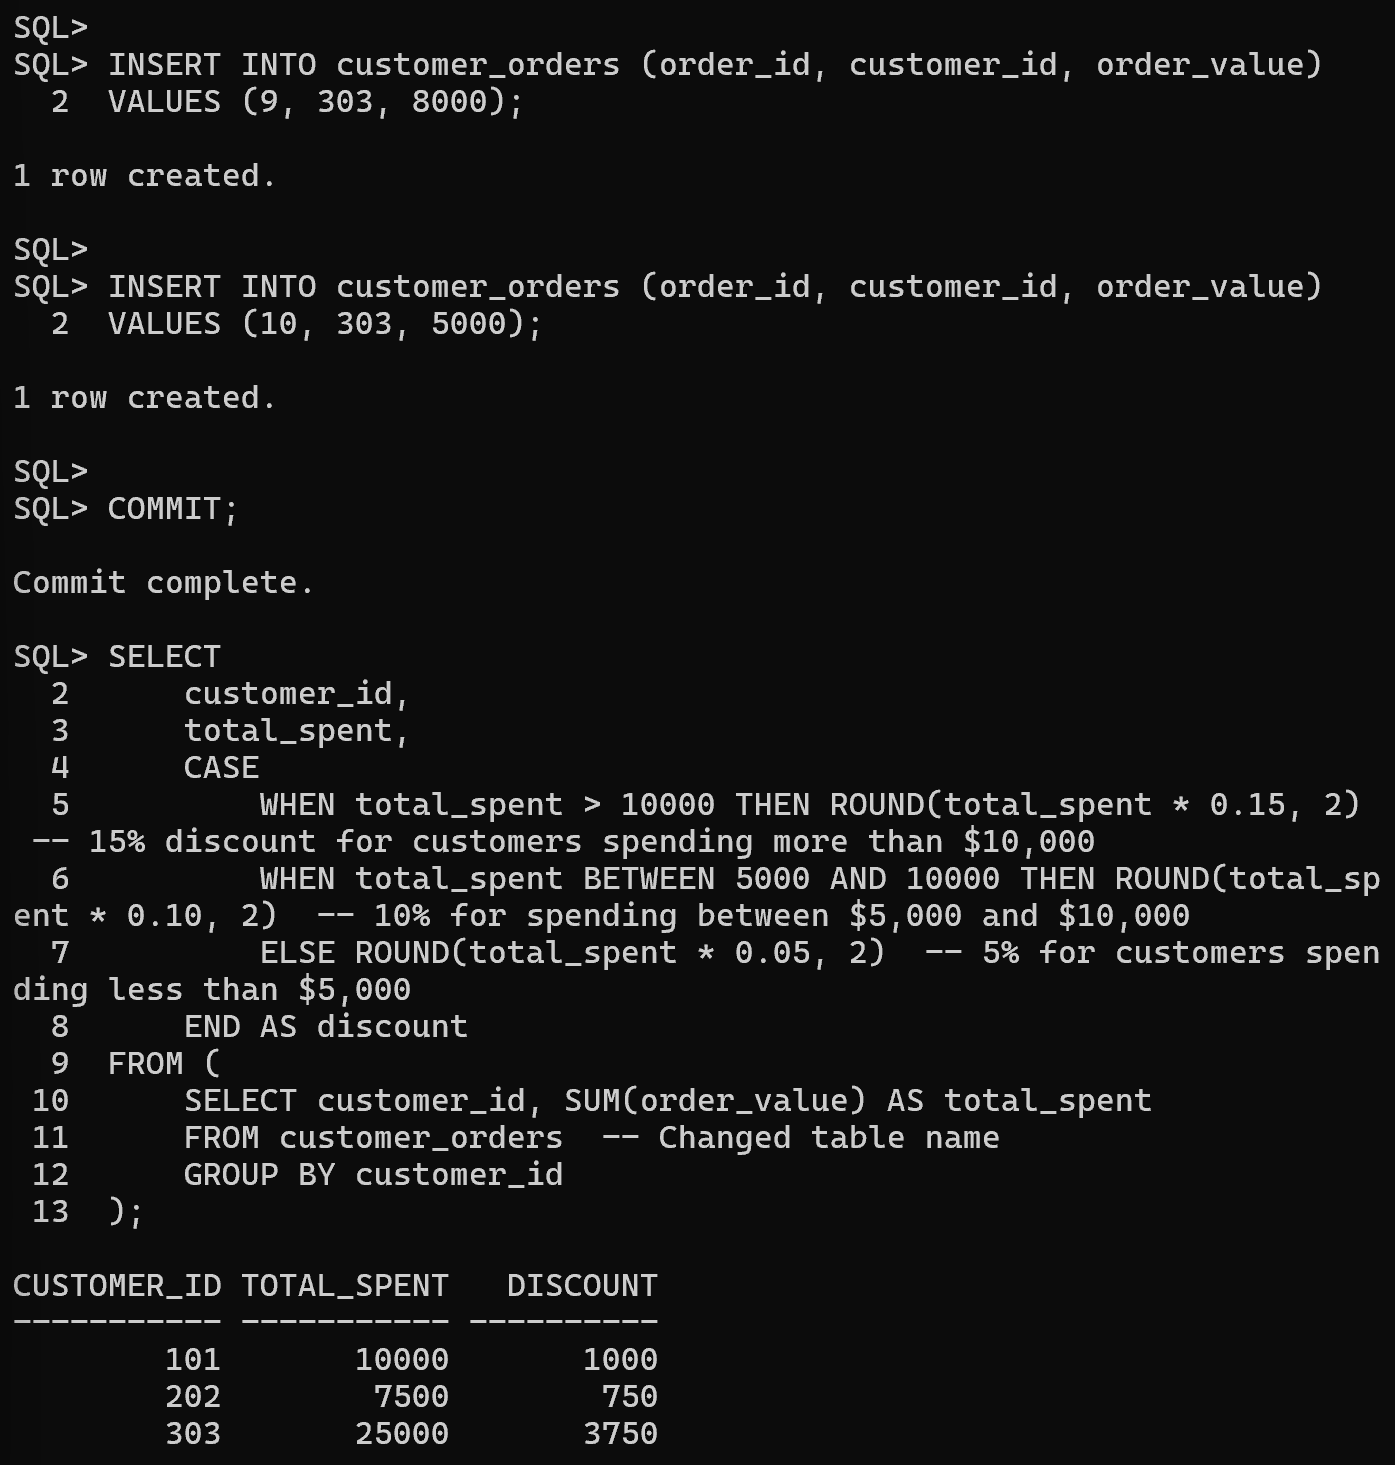 SQL>
SQL> INSERT INTO customer_orders (order_id, customer_id, order_value)
  2  VALUES (9, 303, 8000);

1 row created.

SQL>
SQL> INSERT INTO customer_orders (order_id, customer_id, order_value)
  2  VALUES (10, 303, 5000);

1 row created.

SQL>
SQL> COMMIT;

Commit complete.

SQL> SELECT
  2      customer_id,
  3      total_spent,
  4      CASE
  5          WHEN total_spent > 10000 THEN ROUND(total_spent * 0.15, 2)
 -- 15% discount for customers spending more than $10,000
  6          WHEN total_spent BETWEEN 5000 AND 10000 THEN ROUND(total_sp
ent * 0.10, 2)  -- 10% for spending between $5,000 and $10,000
  7          ELSE ROUND(total_spent * 0.05, 2)  -- 5% for customers spen
ding less than $5,000
  8      END AS discount
  9  FROM (
 10      SELECT customer_id, SUM(order_value) AS total_spent
 11      FROM customer_orders  -- Changed table name
 12      GROUP BY customer_id
 13  );

CUSTOMER_ID TOTAL_SPENT   DISCOUNT
----------- ----------- ----------
        101       10000       1000
        202        7500        750
        303       25000       3750